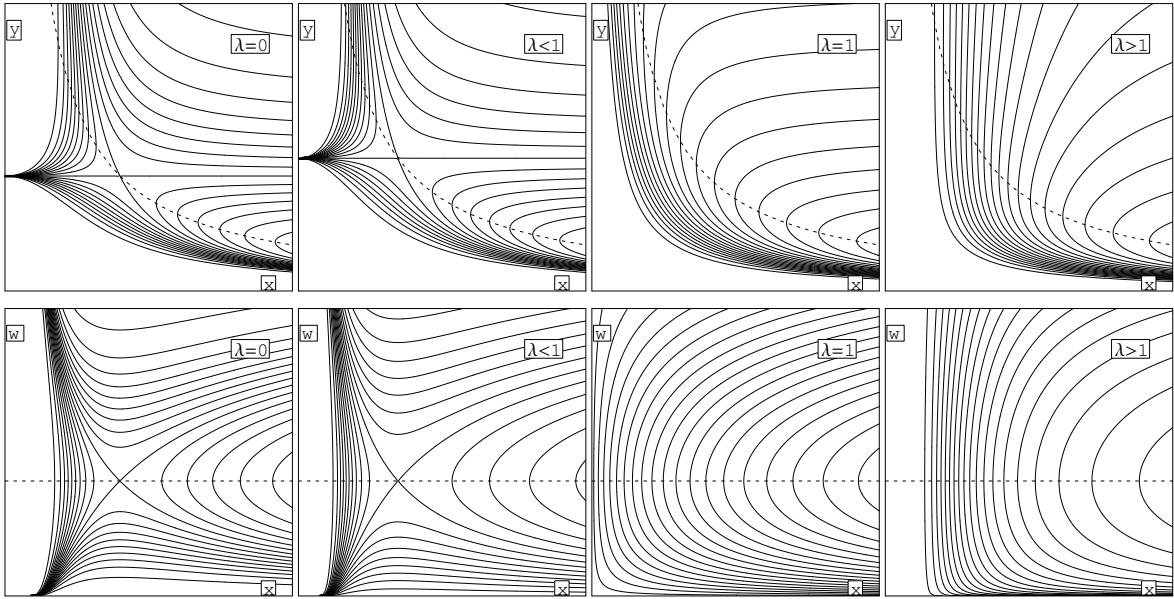 y λ=0 y λ<1 y λ=1 y λ>1
x x x x
w λ=0 w λ<1 w λ=1 w λ>1
x x x x